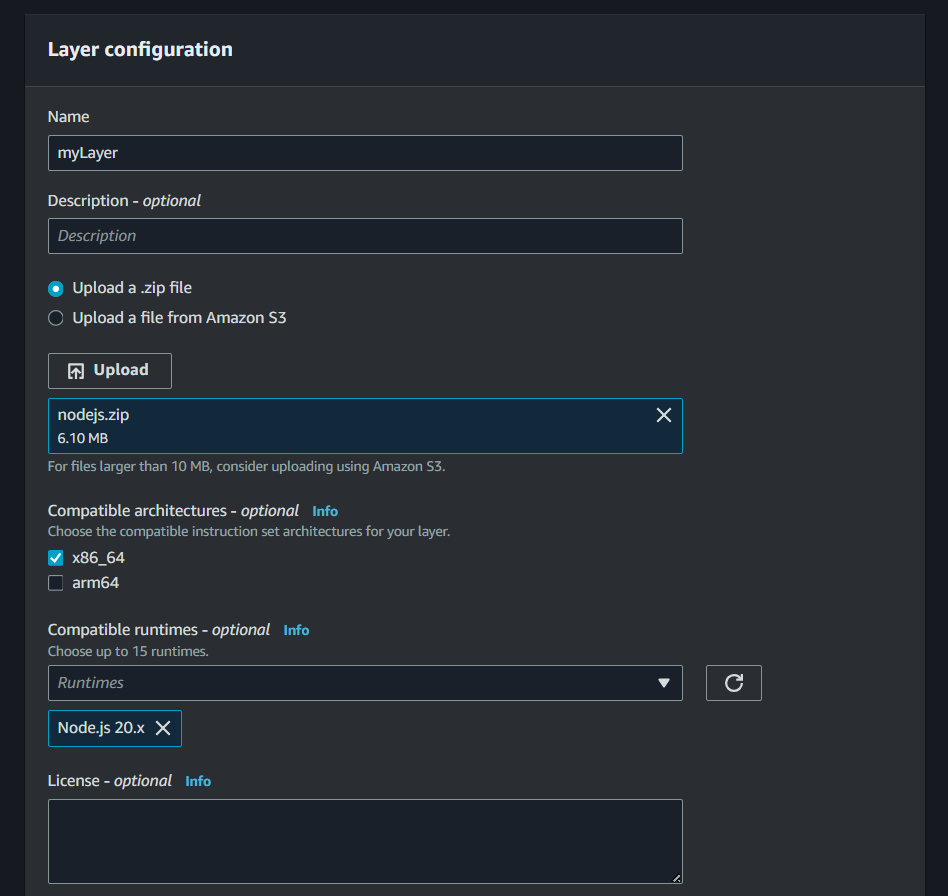 Layer configuration
Name
myLayer
Description - optional
Description
Upload a .zip file
Upload a file from Amazon S3
Upload
nodejs.zip
6.10 MB
For files larger than 10 MB, consider uploading using Amazon S3.
Compatible architectures - optional Info
Choose the compatible instruction set architectures for your layer.
x86_64
arm64
Compatible runtimes - optional Info
Choose up to 15 runtimes.
Runtimes
Node.js 20.x
License - optional Info